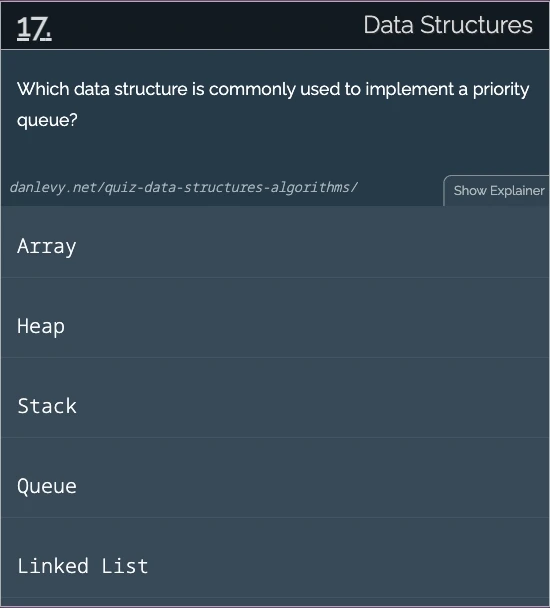 17.
Data Structures
Which data structure is commonly used to implement a priority
queue?
danlevy.net/quiz-data-structures-algorithms/
Show Explainer
Array
Heap
Stack
Queue
Linked List